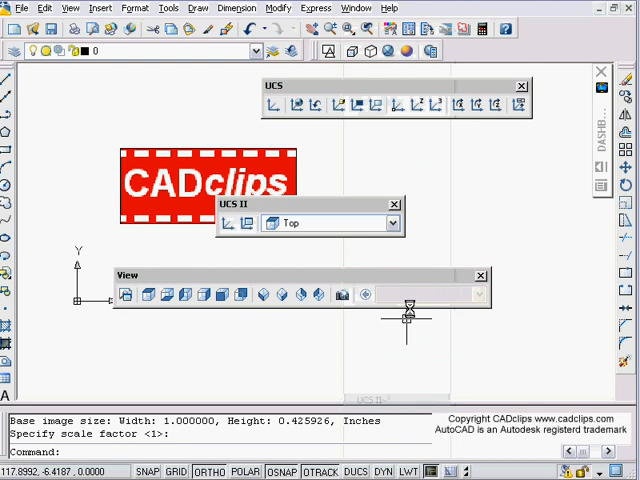 File Edit View Insert Format Tools Draw Dimension Modify Express Window Help
0
UCS
DASHB...
CADclips
UCS II
Top
Y
View
UCS II
Base image size: Width: 1.000000, Height: 0.425926, Inches
Specify scale factor <1>:
Command:
Copyright CADclips www.cadclips.com
AutoCAD is an Autodesk registerd trademark
117.8992, -6.4187, 0.0000 SNAP GRID ORTHO POLAR OSNAP OTRACK DUCS DYN LWT